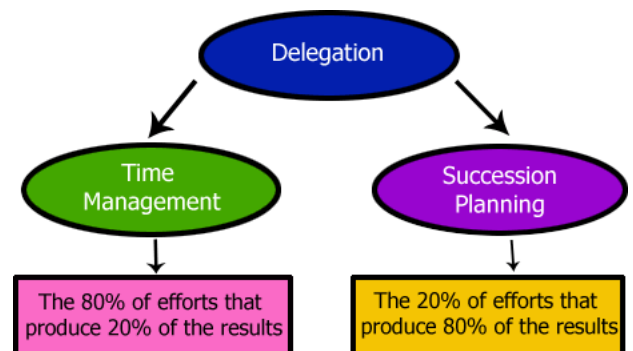 Delegation
Time
Management
Succession
Planning
The 80% of efforts that
produce 20% of the results
The 20% of efforts that
produce 80% of the results